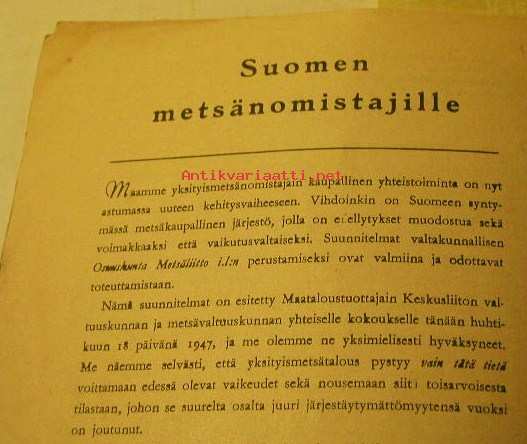 Suomen
metsänomistajille
Antikvariaatti.net
Maamme yksityismetsänomistajain kaupallinen yhteistoiminta on nyt
astumassa uuteen kehitysvaiheeseen. Vihdoinkin on Suomeen synty-
mässä metsäkaupallinen järjestö, jolla on edellytykset muodostua sekä
voimakkaaksi että vaikutusvaltaiseksi. Suunnitelmat valtakunnallisen
Osuuskunta Metsäliitto i.l:n perustamiseksi ovat valmiina ja odottavat
toteuttamistaan.
Nämä suunnitelmat on esitetty Maataloustuottajain Keskusliiton val-
tuuskunnan ja metsävaltuuskunnan yhteiselle kokoukselle tänään huhti-
kuun 18 päivänä 1947, ja me olemme ne yksimielisesti hyväksyneet.
Me näemme selvästi, että yksityismetsätalous pystyy vain tätä tietä
voittamaan edessä olevat vaikeudet sekä nousemaan siitä toisarvoisesta
tilastaan, johon se suurelta osalta juuri järjestäytymättömyytensä vuoksi
on joutunut.